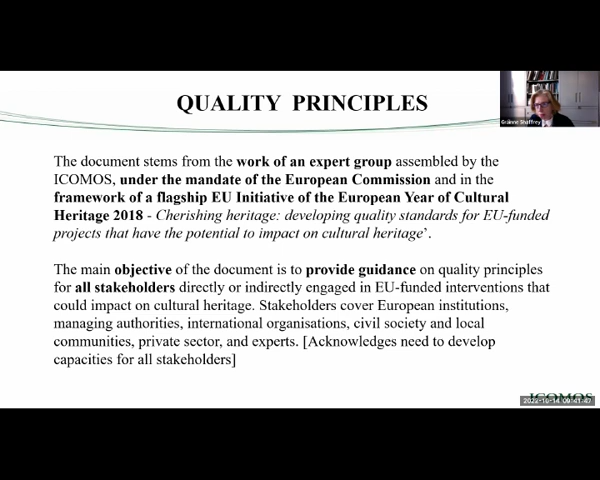 QUALITY PRINCIPLES
Gráinne Shaffrey
The document stems from the work of an expert group assembled by the
ICOMOS, under the mandate of the European Commission and in the
framework of a flagship EU Initiative of the European Year of Cultural
Heritage 2018 - Cherishing heritage: developing quality standards for EU-funded
projects that have the potential to impact on cultural heritage’.
The main objective of the document is to provide guidance on quality principles
for all stakeholders directly or indirectly engaged in EU-funded interventions that
could impact on cultural heritage. Stakeholders cover European institutions,
managing authorities, international organisations, civil society and local
communities, private sector, and experts. [Acknowledges need to develop
capacities for all stakeholders]
ICOMOS
2022-10-14 09:41:47